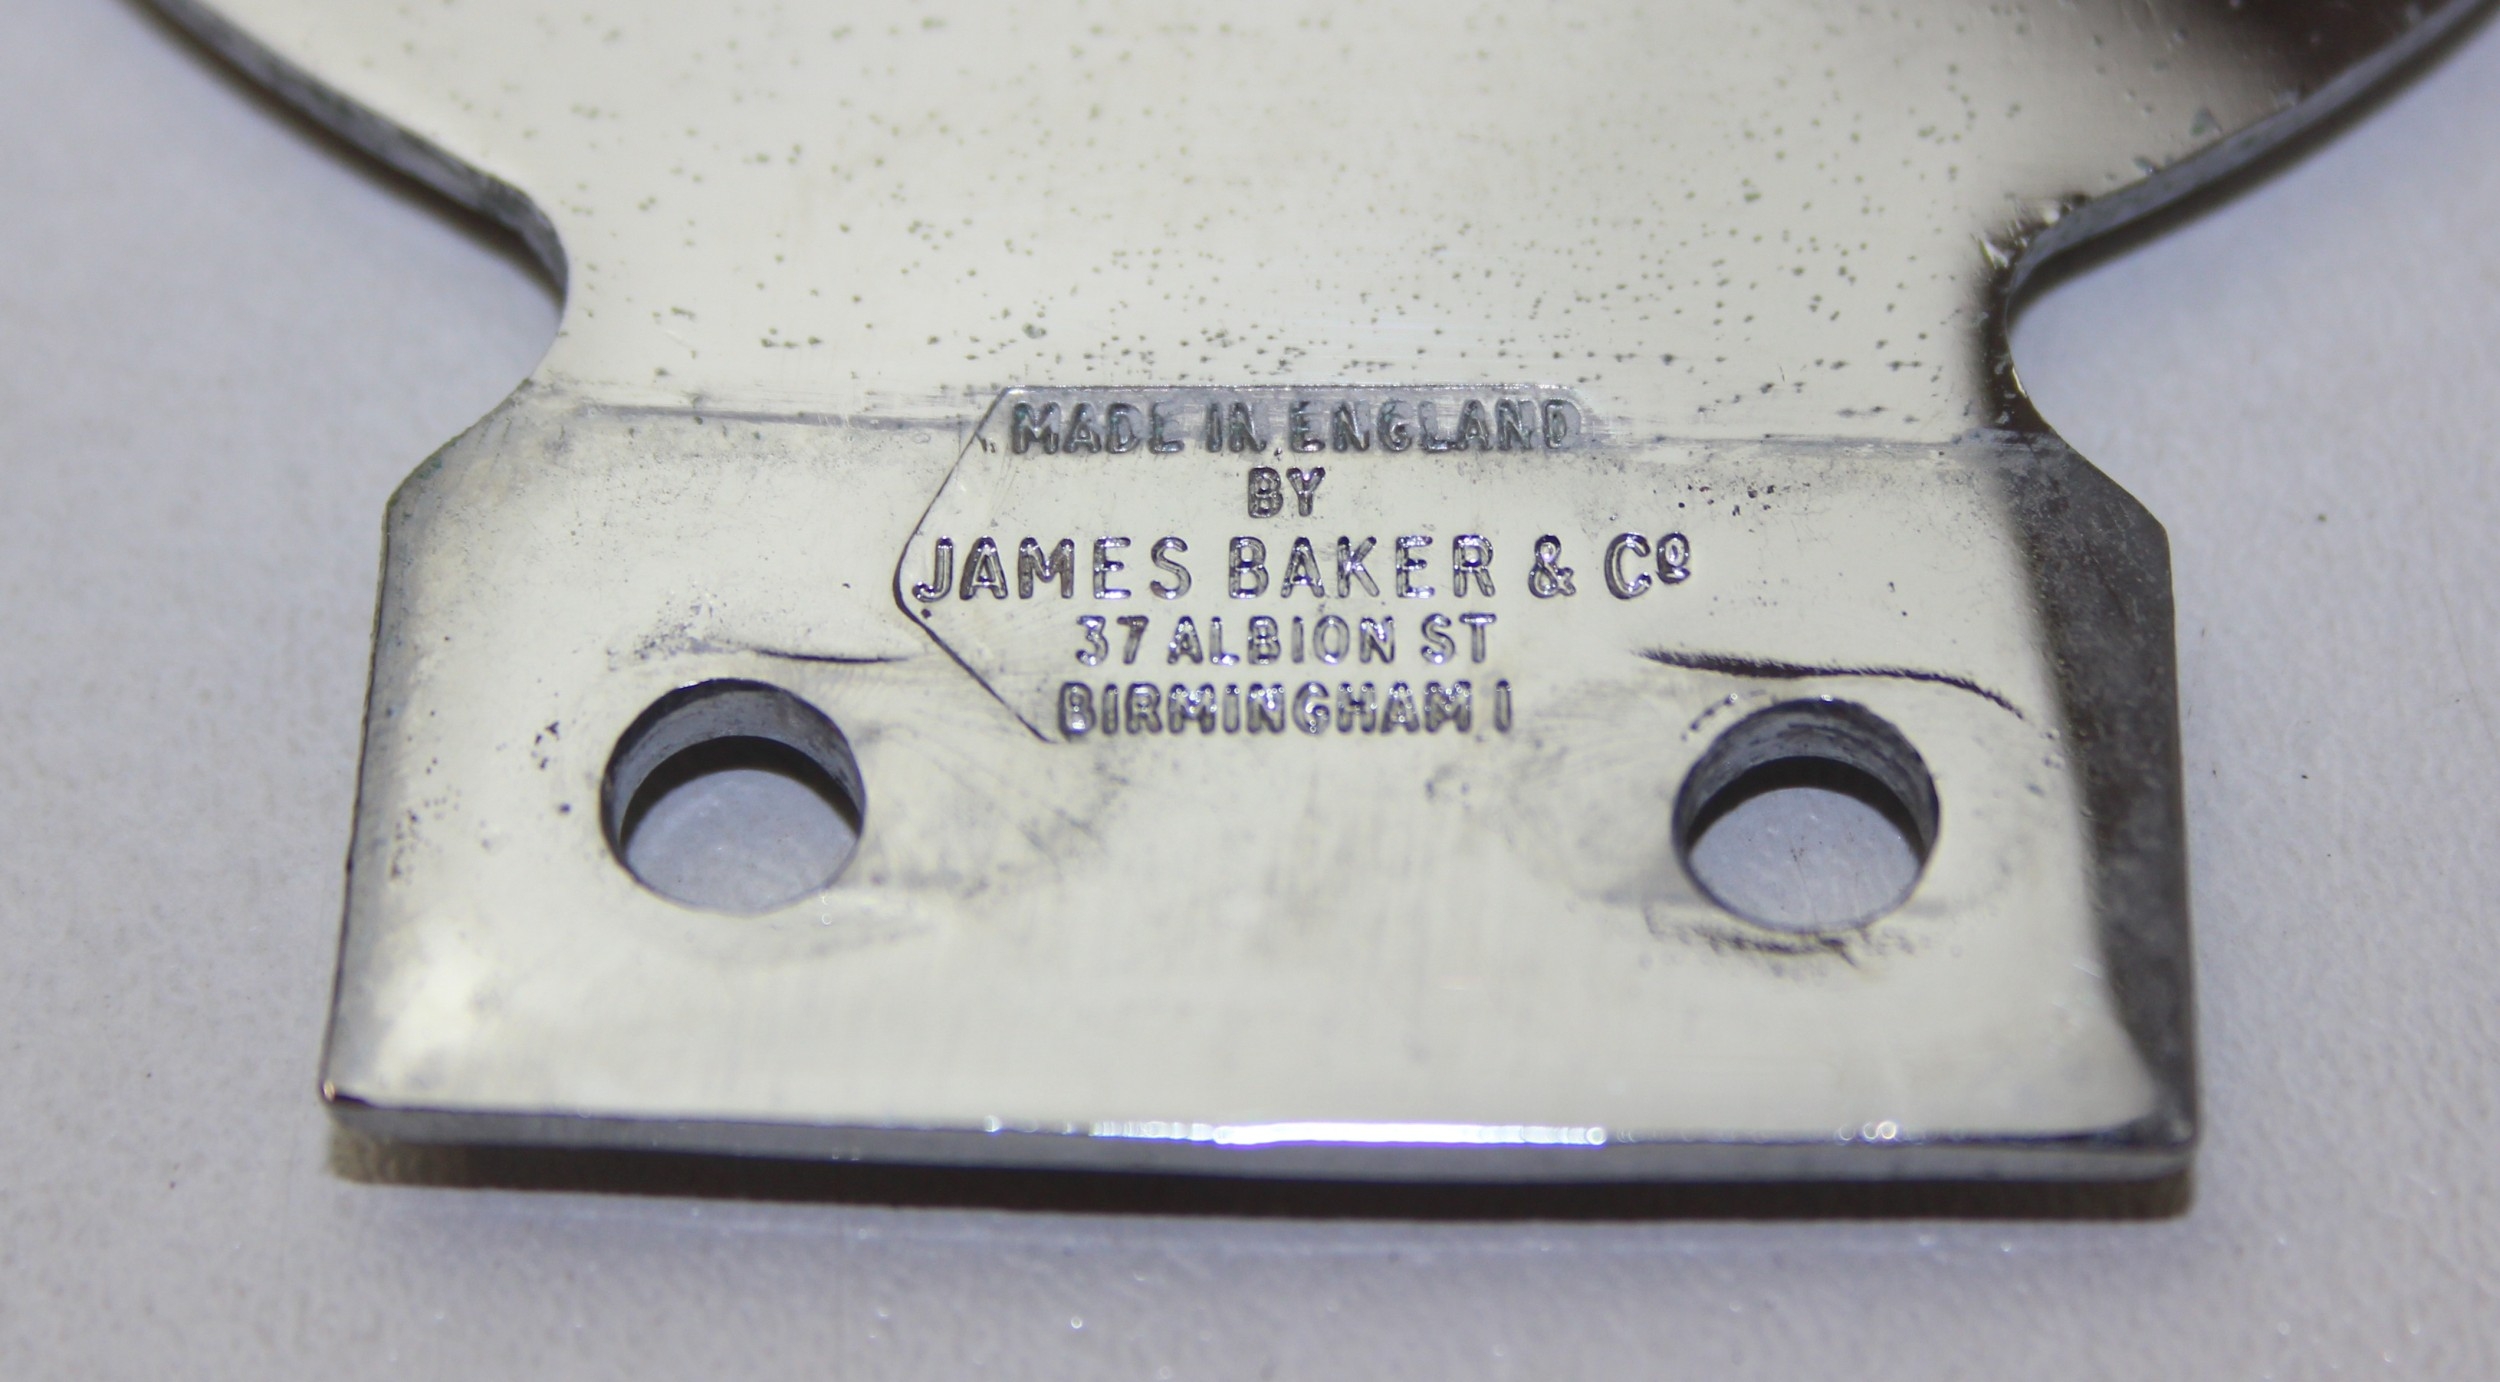 MADE IN ENGLAND
BY
JAMES BAKER & Cº
37 ALBION ST
BIRMINGHAM 1